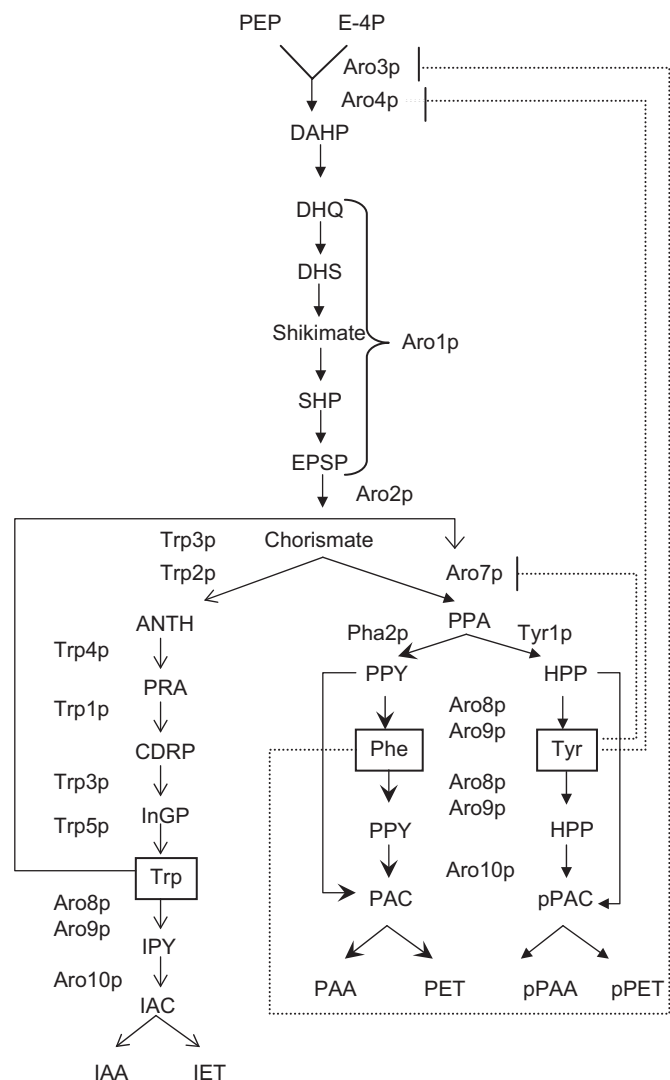 PEP E-4P
Aro3p
Aro4p
DAHP
DHQ
DHS
Shikimate
Aro1p
SHP
EPSP
Aro2p
Trp3p Chorismate
Trp2p Aro7p
ANTH PPA
Pha2p Tyr1p
Trp4p
PRA PPY HPP
Trp1p Aro8p
Aro9p
CDRP Phe Tyr
Trp3p Aro8p
Aro9p
InGP
Trp5p PPY HPP
Trp Aro10p
Aro8p PAC pPAC
Aro9p
IPY
Aro10p PAA PET pPAA pPET
IAC
IAA IET